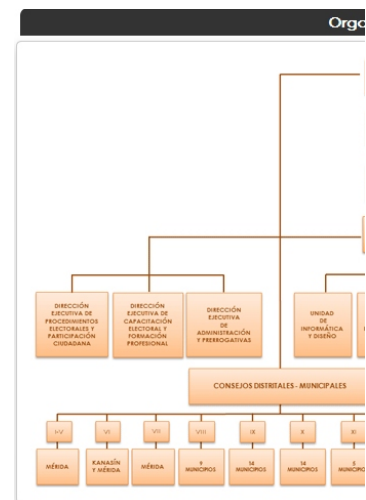 DIRECCIÓN
EJECUTIVA DE
PROCEDIMIENTOS
ELECTORALES Y
PARTICIPACIÓN
CIUDADANA
DIRECCIÓN
EJECUTIVA DE
CAPACITACIÓN
ELECTORAL Y
FORMACIÓN
PROFESIONAL
DIRECCIÓN
EJECUTIVA
DE
ADMINISTRACIÓN
Y PRERROGATIVAS
UNIDAD
DE
INFORMÁTICA
Y DISEÑO
CONSEJOS DISTRITALES - MUNICIPALES
I-V
VI
VII
VIII
IX
X
XI
MÉRIDA
KANASÍN
Y MÉRIDA
MÉRIDA
9
MUNICIPIOS
14
MUNICIPIOS
14
MUNICIPIOS